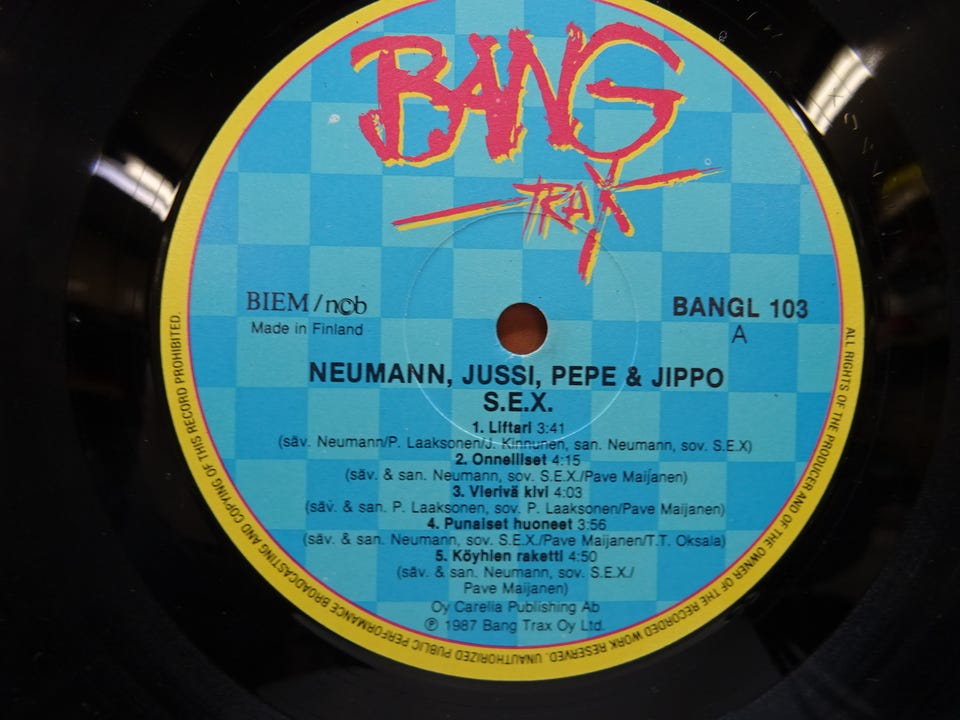 BANG
TRAX
BIEM/ncb
Made in Finland
BANGL 103
A
NEUMANN, JUSSI, PEPE & JIPPO
S.E.X.
1. Liftari 3:41
(säv. Neumann/P. Laaksonen/J. Kinnunen, san. Neumann, sov. S.E.X)
2. Onnelliset 4:15
(säv. & san. Neumann, sov. S.E.X./Pave Maijanen)
3. Vierivä kivi 4:03
(säv. & san. P. Laaksonen, sov. P. Laaksonen/Pave Maijanen)
4. Punaiset huoneet 3:56
(säv. & san. Neumann, sov. S.E.X./Pave Maijanen/T.T. Oksala)
5. Köyhien raketti 4:50
(säv. & san. Neumann, sov. S.E.X./
Pave Maijanen)
Oy Carelia Publishing Ab
℗ 1987 Bang Trax Oy Ltd.
ALL RIGHTS OF THE PRODUCER AND OF THE OWNER OF THE RECORDED WORK RESERVED. UNAUTHORIZED PUBLIC PERFORMANCE BROADCASTING AND COPYING OF THIS RECORD PROHIBITED.